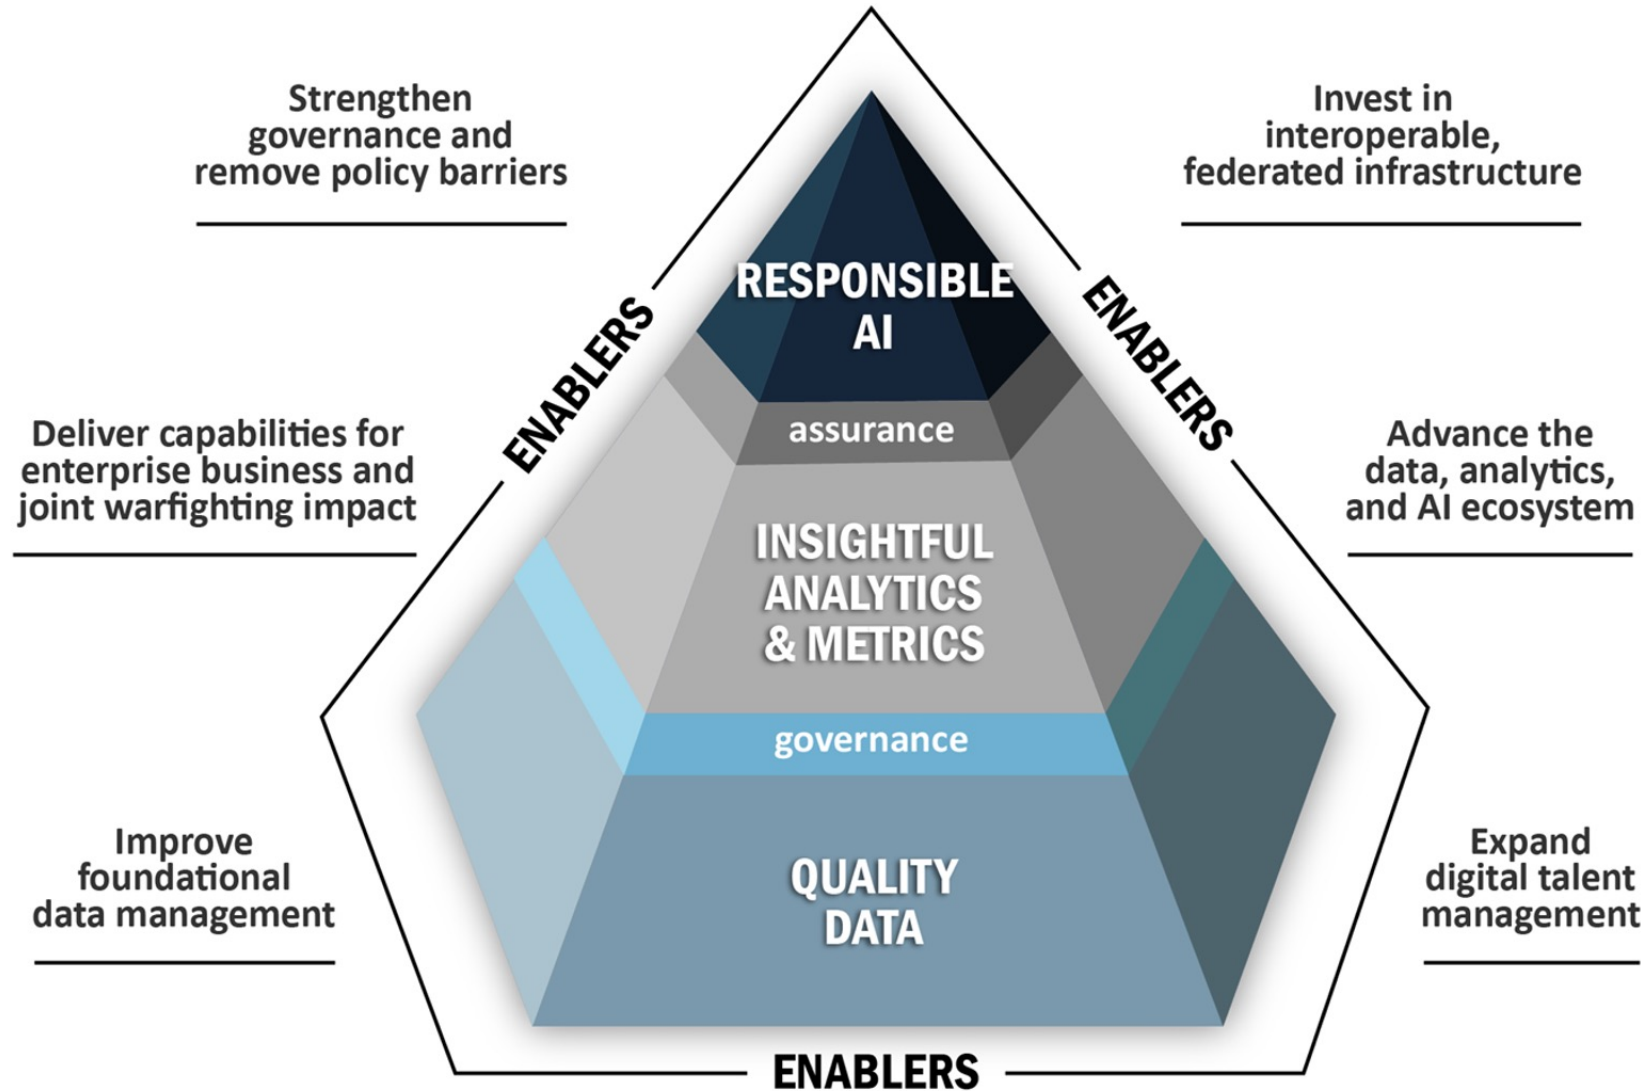 Strengthen
governance and
remove policy barriers
Invest in
interoperable,
federated infrastructure
ENABLERS
ENABLERS
RESPONSIBLE
AI
assurance
Deliver capabilities for
enterprise business and
joint warfighting impact
Advance the
data, analytics,
and AI ecosystem
INSIGHTFUL
ANALYTICS
& METRICS
governance
Improve
foundational
data management
QUALITY
DATA
Expand
digital talent
management
ENABLERS